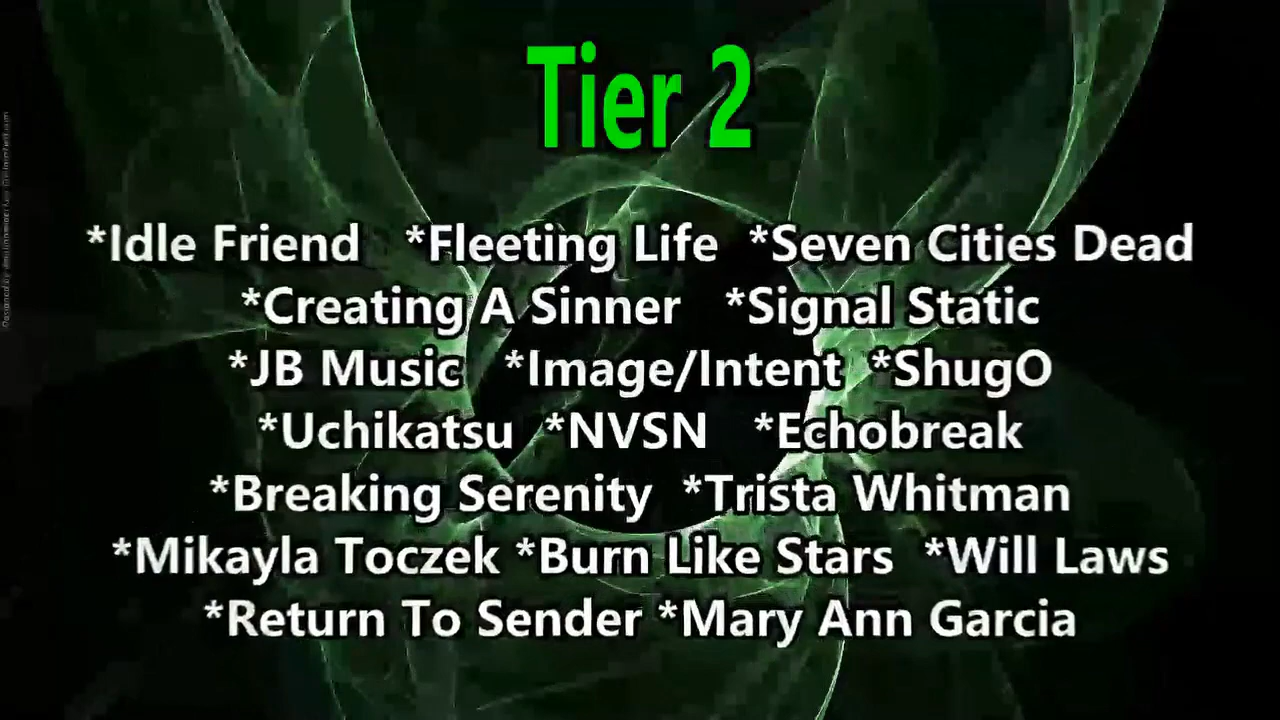 Tier 2
*Idle Friend *Fleeting Life *Seven Cities Dead
*Creating A Sinner *Signal Static
*JB Music *Image/Intent *ShugO
*Uchikatsu *NVSN *Echobreak
*Breaking Serenity *Trista Whitman
*Mikayla Toczek *Burn Like Stars *Will Laws
*Return To Sender *Mary Ann Garcia